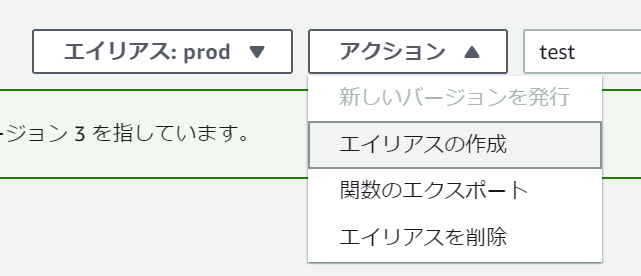 エイリアス: prod ▼ アクション ▲ test
新しいバージョンを発行
ージョン 3 を指しています。
エイリアスの作成
関数のエクスポート
エイリアスを削除